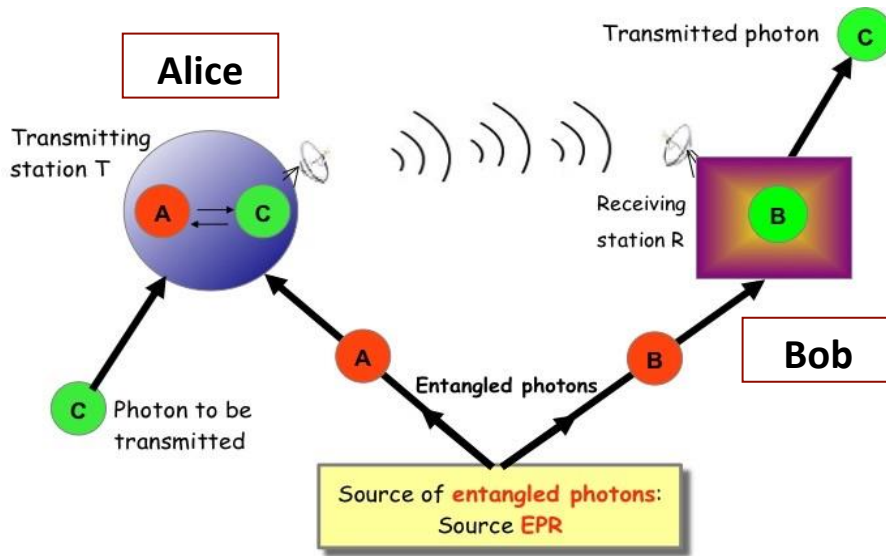 Alice
Transmitting
station T
A
C
C
Photon to be
transmitted
A
Entangled photons
B
Source of entangled photons:
Source EPR
Transmitted photon
C
Receiving
station R
B
Bob